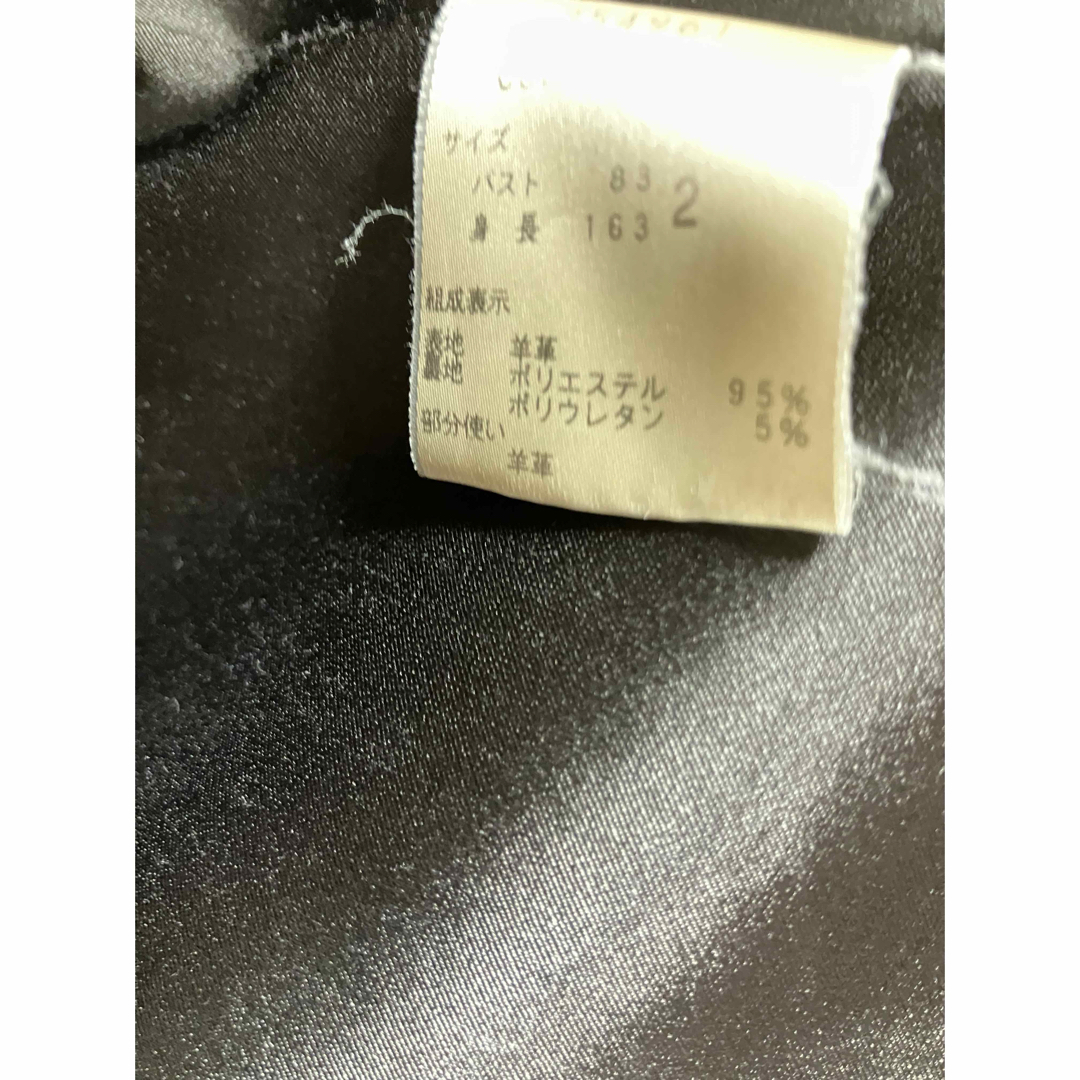 サイズ
バスト 83 2
身長 163
組成表示
表地 羊革
裏地 ポリエステル 95%
ポリウレタン 5%
部分使い
羊革